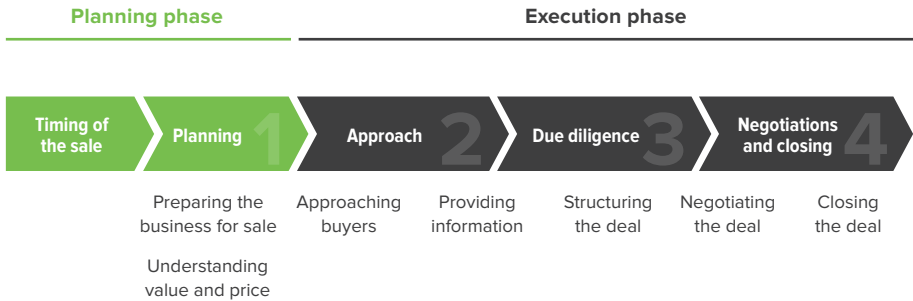 Planning phase
Execution phase
Timing of
the sale
Planning
1
Approach
2
Due diligence
3
Negotiations
and closing
4
Preparing the
business for sale
Understanding
value and price
Approaching
buyers
Providing
information
Structuring
the deal
Negotiating
the deal
Closing
the deal